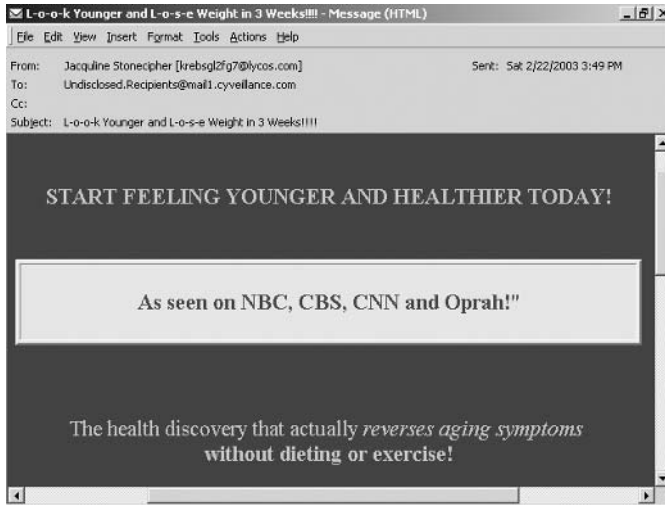 L-o-o-k Younger and L-o-s-e Weight in 3 Weeks!!!! - Message (HTML)
File Edit View Insert Format Tools Actions Help
From: Jacquline Stonecipher [krebsgl2fg7@lycos.com] Sent: Sat 2/22/2003 3:49 PM
To: Undisclosed.Recipients@mail1.cyveillance.com
Cc:
Subject: L-o-o-k Younger and L-o-s-e Weight in 3 Weeks!!!!
START FEELING YOUNGER AND HEALTHIER TODAY!
As seen on NBC, CBS, CNN and Oprah!"
The health discovery that actually reverses aging symptoms
without dieting or exercise!